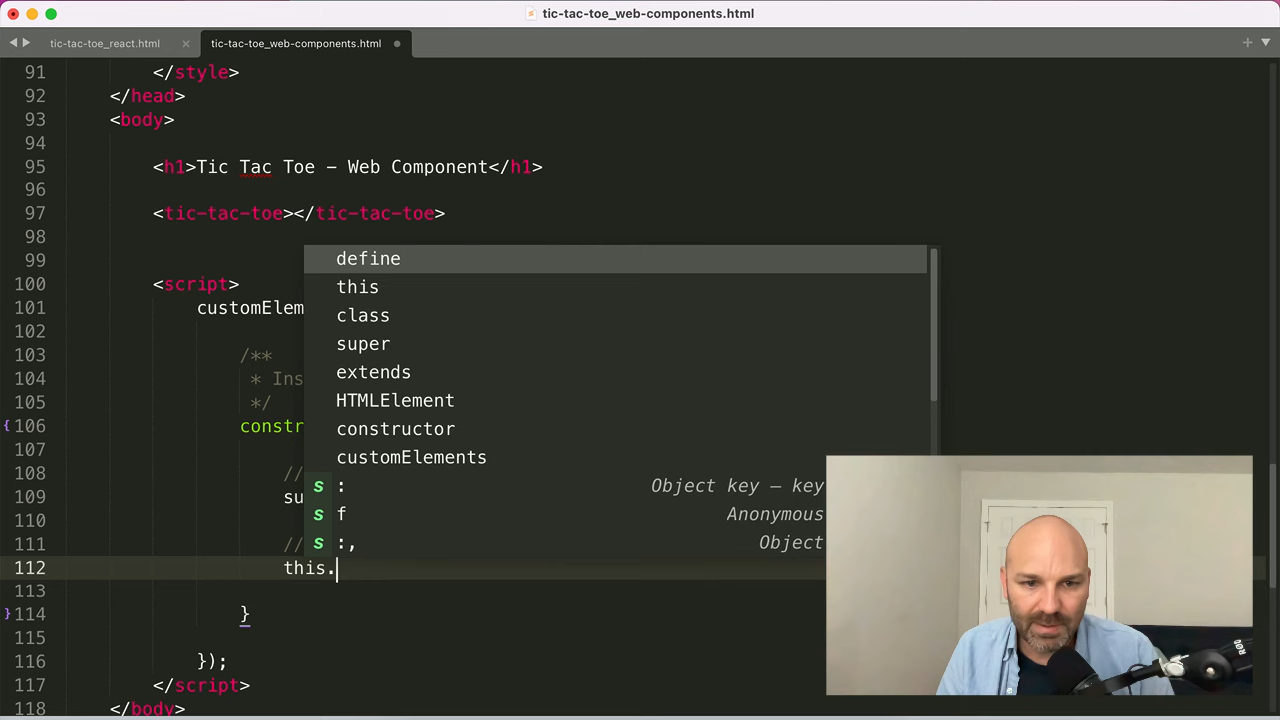 tic-tac-toe_web-components.html
tic-tac-toe_react.html
tic-tac-toe_web-components.html
91 </style>
92 </head>
93 <body>
94
95 <h1>Tic Tac Toe – Web Component</h1>
96
97 <tic-tac-toe></tic-tac-toe>
98
99
100 <script>
101 customElem
102
103 /**
104 * Ins
105 */
106 constr
107
108 //
109 su
110
111 //
112 this.
113
114 }
115
116 });
117 </script>
118 </body>
define
this
class
super
extends
HTMLElement
constructor
customElements
s : Object key — key
s f Anonymous
s :, Object
RØDE